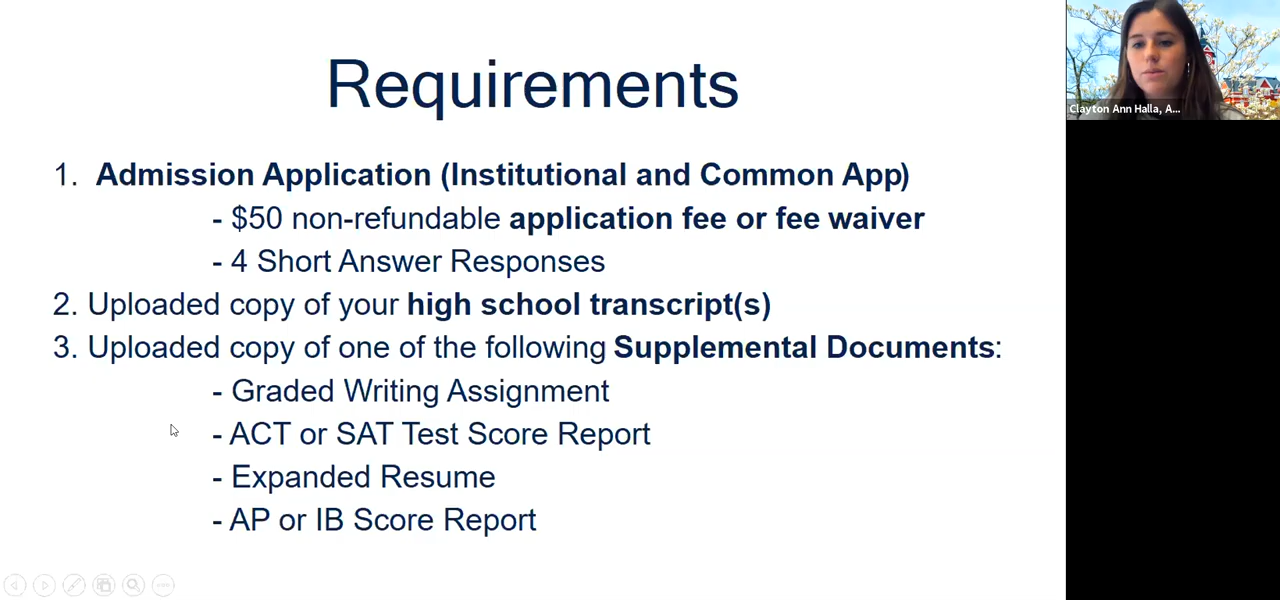 Requirements
1. Admission Application (Institutional and Common App)
- $50 non-refundable application fee or fee waiver
- 4 Short Answer Responses
2. Uploaded copy of your high school transcript(s)
3. Uploaded copy of one of the following Supplemental Documents:
- Graded Writing Assignment
- ACT or SAT Test Score Report
- Expanded Resume
- AP or IB Score Report
Clayton Ann Halla, A...